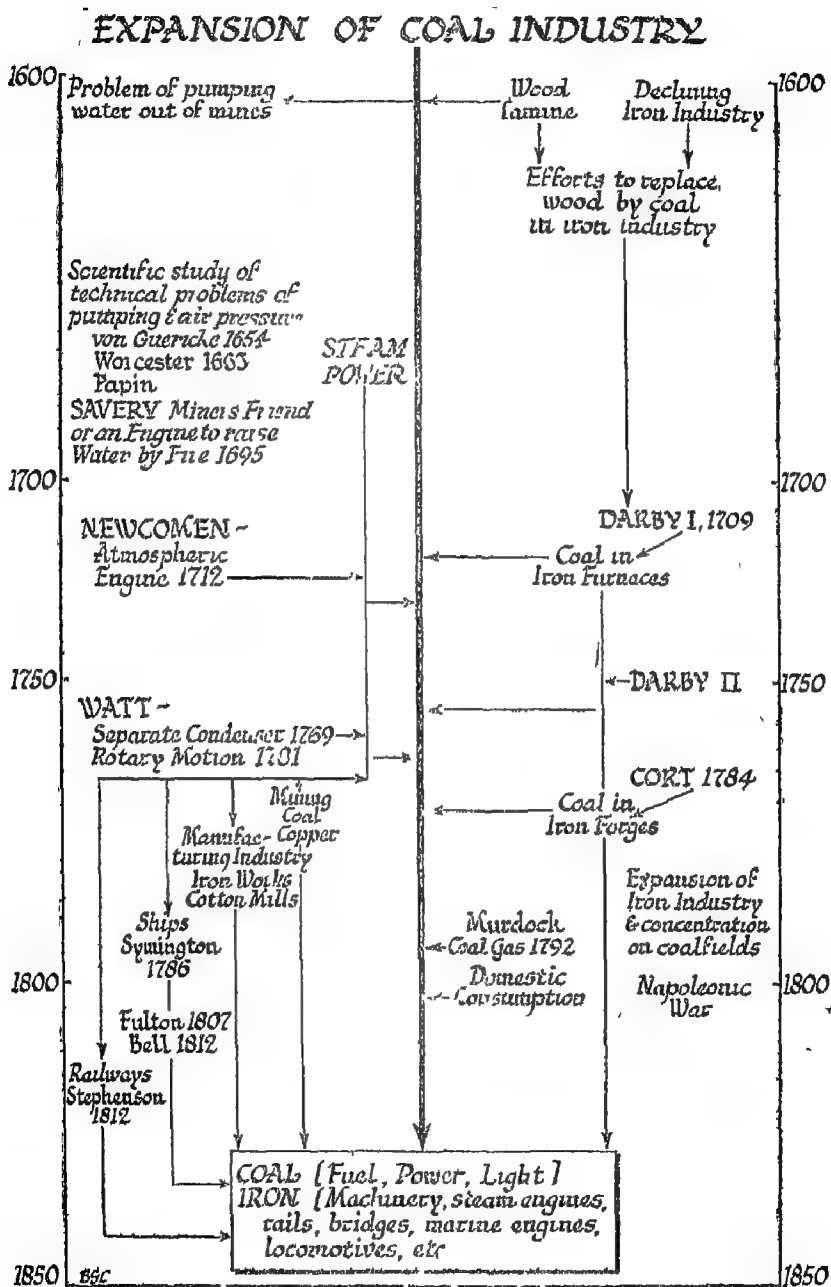 EXPANSION OF COAL INDUSTRY
1600
1600
Problem of pumping
water out of mines
Wood
famine
Declining
Iron Industry
Efforts to replace
wood by coal
in iron industry
Scientific study of
technical problems of
pumping & air pressure
von Guericke 1654
Worcester 1663
Papin
SAVERY Miners Friend
or an Engine to raise
Water by Fire 1695
STEAM
POWER
1700
1700
NEWCOMEN -
Atmospheric
Engine 1712
DARBY I, 1709
Coal in
Iron Furnaces
1750
1750
DARBY II
WATT -
Separate Condenser 1769
Rotary Motion 1781
CORT 1784
Coal in
Iron Forges
Mining
Coal
Copper
Manufac-
turing Industry
Iron Works
Cotton Mills
Ships
Symington
1786
Fulton 1807
Bell 1812
Railways
Stephenson
1812
Murdock
Coal Gas 1792
Domestic
Consumption
Expansion of
Iron Industry
& concentration
on coalfields
Napoleonic
War
1800
1800
COAL [Fuel, Power, Light]
IRON [Machinery, steam engines,
rails, bridges, marine engines,
locomotives, etc
1850
1850